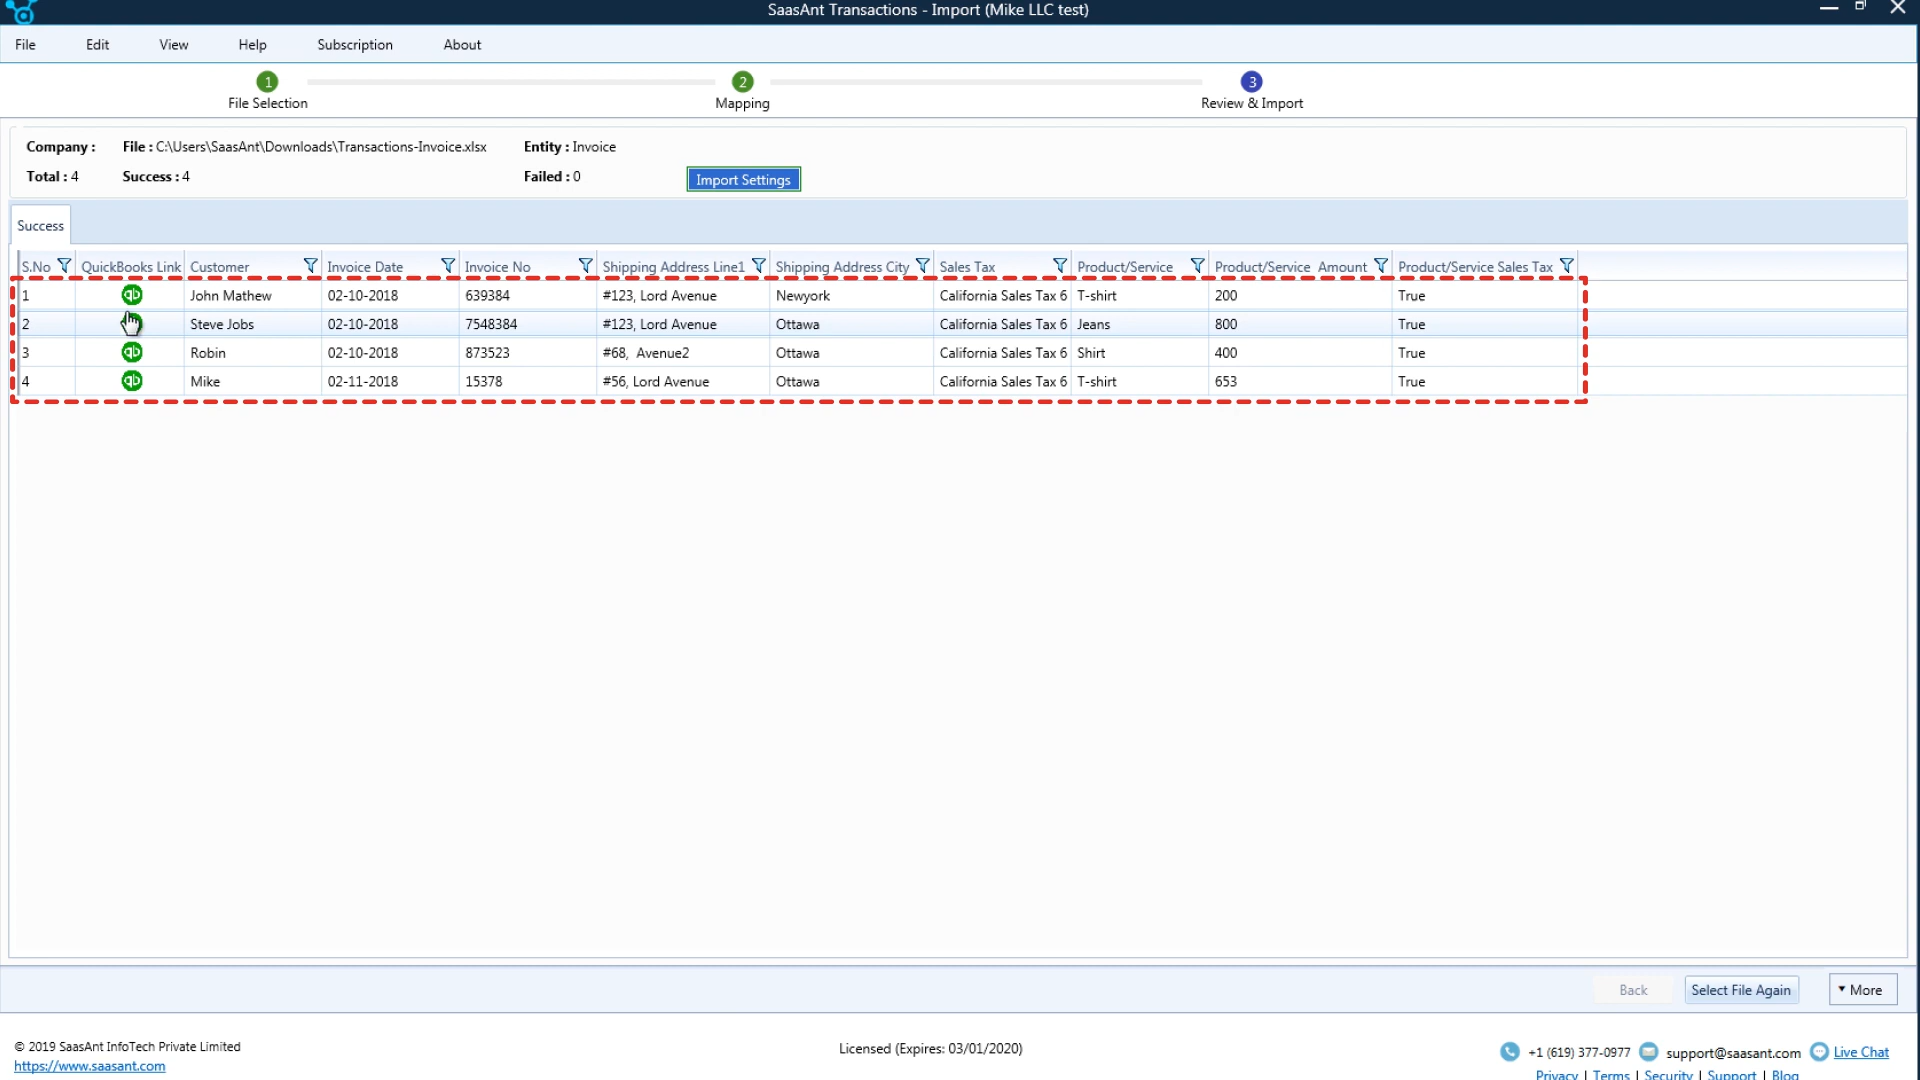 SaasAnt Transactions - Import (Mike LLC test)
File Edit View Help Subscription About
1 2 3
File Selection Mapping Review & Import
Company : File : C:\Users\SaasAnt\Downloads\Transactions-Invoice.xlsx Entity : Invoice
Total : 4 Success : 4 Failed : 0 Import Settings
Success
S.No QuickBooks Link Customer Invoice Date Invoice No Shipping Address Line1 Shipping Address City Sales Tax Product/Service Product/Service Amount Product/Service Sales Tax
1 qb John Mathew 02-10-2018 639384 #123, Lord Avenue Newyork California Sales Tax 6 T-shirt 200 True
2 Steve Jobs 02-10-2018 7548384 #123, Lord Avenue Ottawa California Sales Tax 6 Jeans 800 True
3 qb Robin 02-10-2018 873523 #68, Avenue2 Ottawa California Sales Tax 6 Shirt 400 True
4 qb Mike 02-11-2018 15378 #56, Lord Avenue Ottawa California Sales Tax 6 T-shirt 653 True
Back Select File Again More
© 2019 SaasAnt InfoTech Private Limited
https://www.saasant.com
Licensed (Expires: 03/01/2020)
+1 (619) 377-0977 support@saasant.com Live Chat
Privacy | Terms | Security | Support | Blog